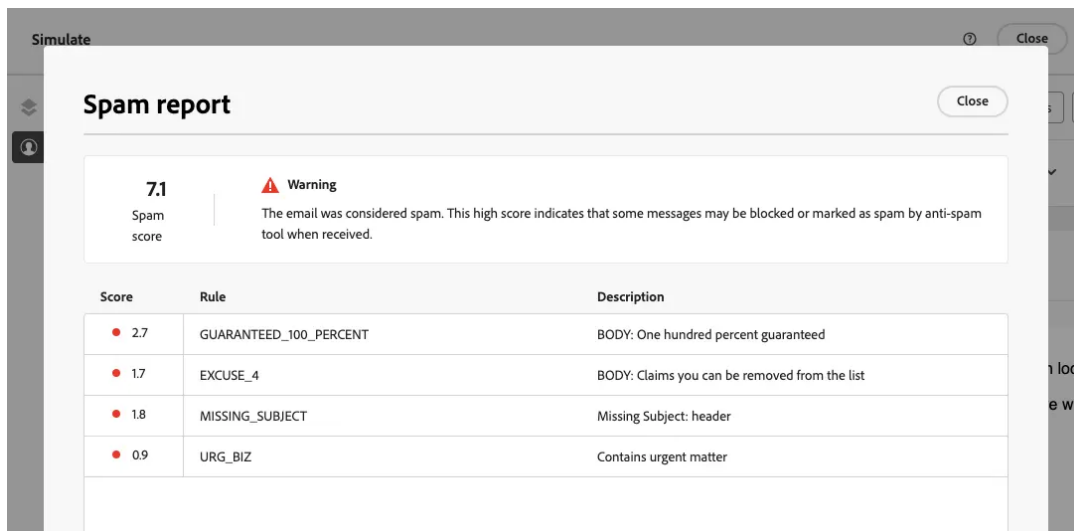 Simulate
Close
Spam report
Close
7.1
Spam
score
Warning
The email was considered spam. This high score indicates that some messages may be blocked or marked as spam by anti-spam
tool when received.
Score Rule Description
2.7 GUARANTEED_100_PERCENT BODY: One hundred percent guaranteed
1.7 EXCUSE_4 BODY: Claims you can be removed from the list
1.8 MISSING_SUBJECT Missing Subject: header
0.9 URG_BIZ Contains urgent matter